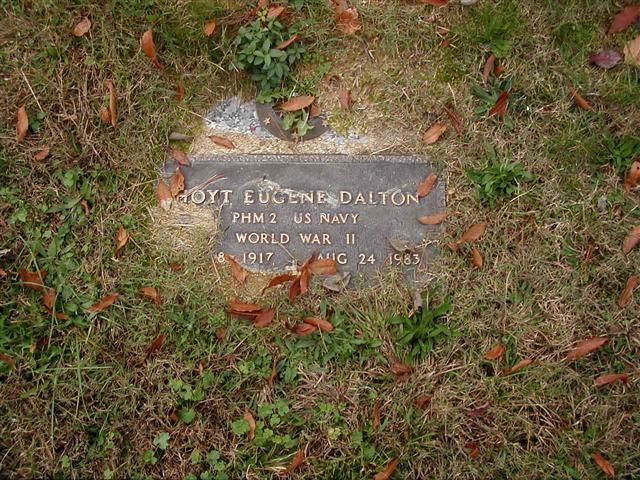 HOYT EUGENE DALTON
PHM2 US NAVY
WORLD WAR II
8 1917 AUG 24 1983